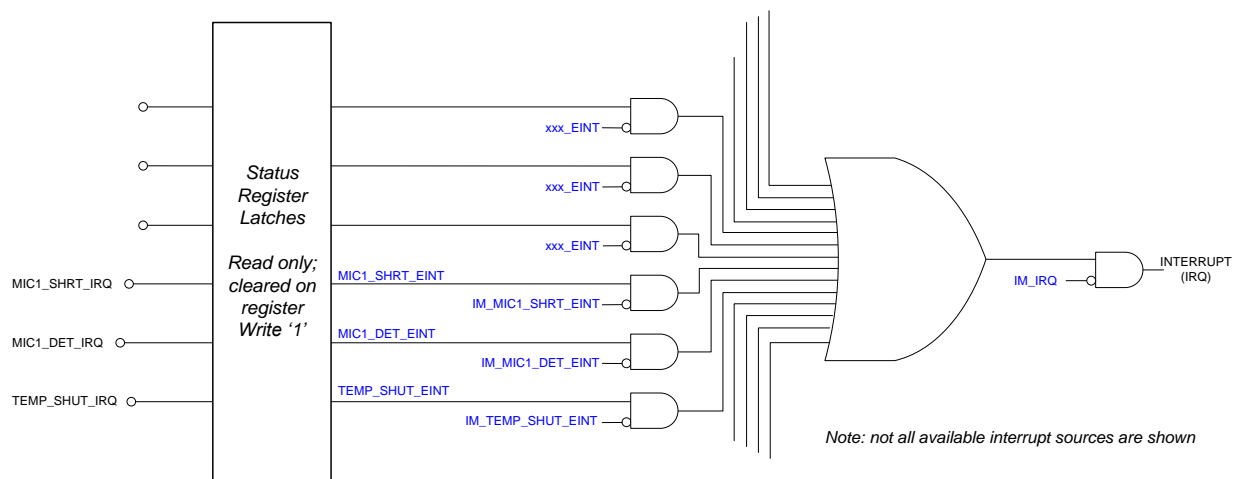 xxx_EINT
xxx_EINT
xxx_EINT
Status
Register
Latches
Read only;
cleared on
register
Write ‘1’
MIC1_SHRT_IRQ
MIC1_SHRT_EINT
IM_MIC1_SHRT_EINT
MIC1_DET_IRQ
MIC1_DET_EINT
IM_MIC1_DET_EINT
TEMP_SHUT_IRQ
TEMP_SHUT_EINT
IM_TEMP_SHUT_EINT
IM_IRQ
INTERRUPT
(IRQ)
Note: not all available interrupt sources are shown